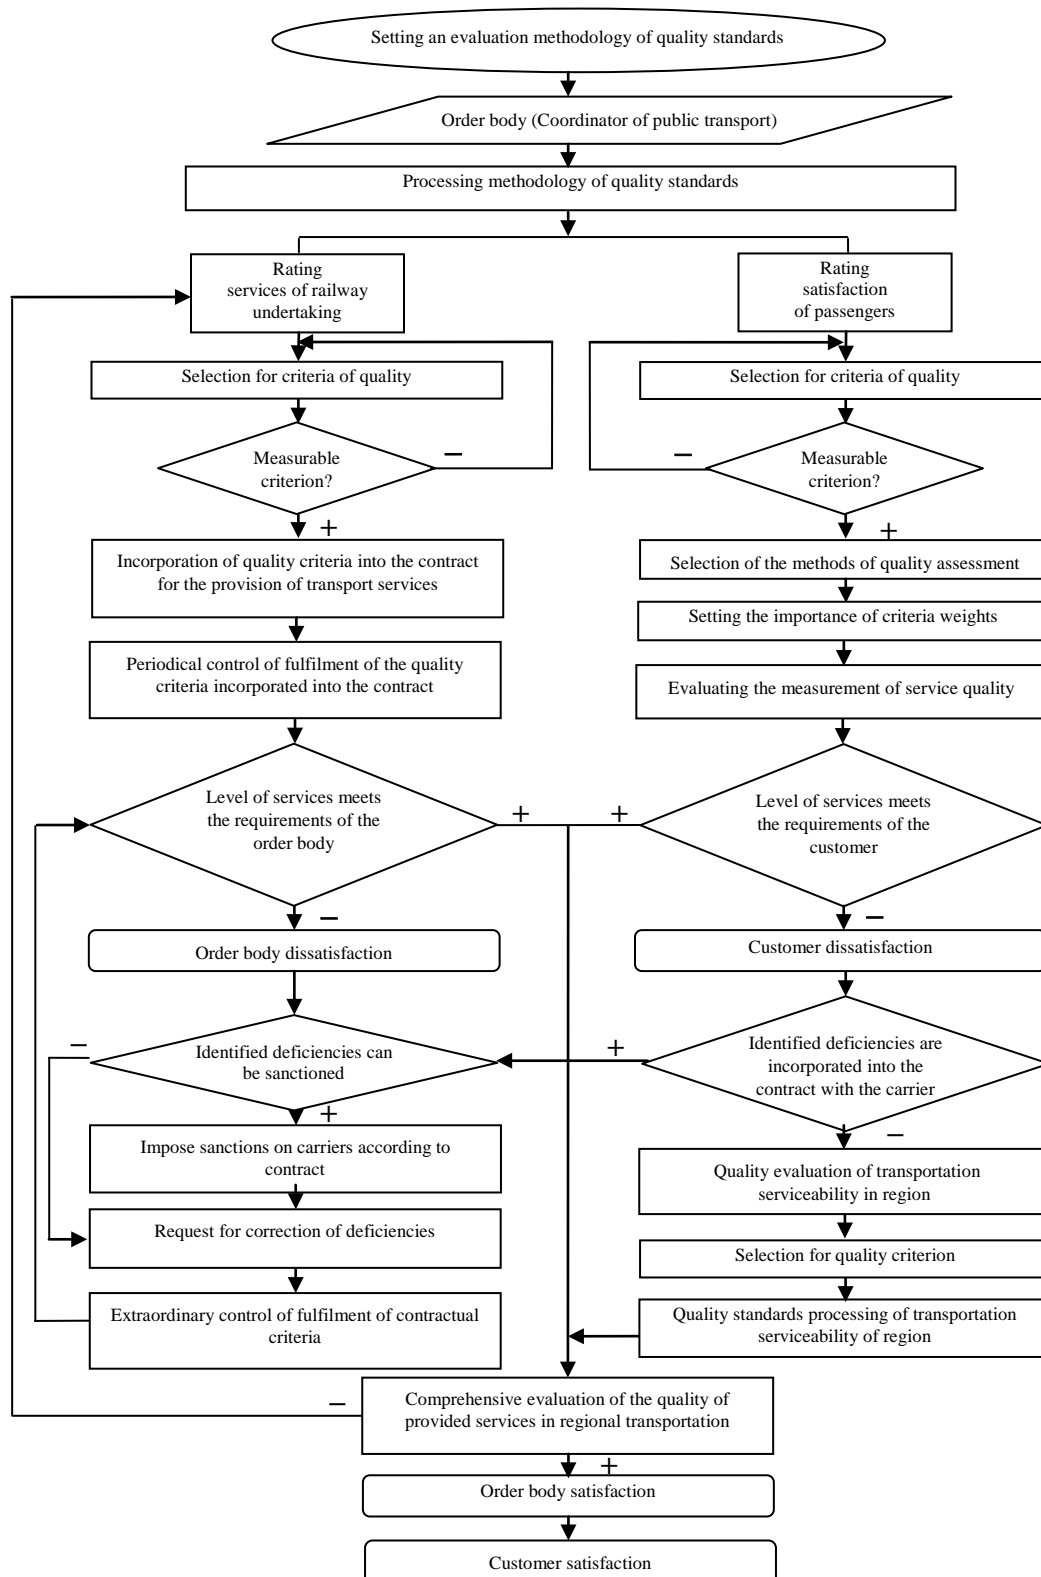 Setting an evaluation methodology of quality standards
Order body (Coordinator of public transport)
Processing methodology of quality standards
Rating
services of railway
undertaking
Rating
satisfaction
of passengers
Selection for criteria of quality
Selection for criteria of quality
Measurable
criterion?
–
–
Measurable
criterion?
+
+
Incorporation of quality criteria into the contract
for the provision of transport services
Selection of the methods of quality assessment
Setting the importance of criteria weights
Periodical control of fulfilment of the quality
criteria incorporated into the contract
Evaluating the measurement of service quality
Level of services meets
the requirements of the
order body
+
+
Level of services meets
the requirements of the
customer
–
–
Order body dissatisfaction
Customer dissatisfaction
–
Identified deficiencies can
be sanctioned
+
Identified deficiencies are
incorporated into the
contract with the carrier
+
–
Impose sanctions on carriers according to
contract
Quality evaluation of transportation
serviceability in region
Request for correction of deficiencies
Selection for quality criterion
Extraordinary control of fulfilment of contractual
criteria
Quality standards processing of transportation
serviceability of region
–
Comprehensive evaluation of the quality of
provided services in regional transportation
+
Order body satisfaction
Customer satisfaction